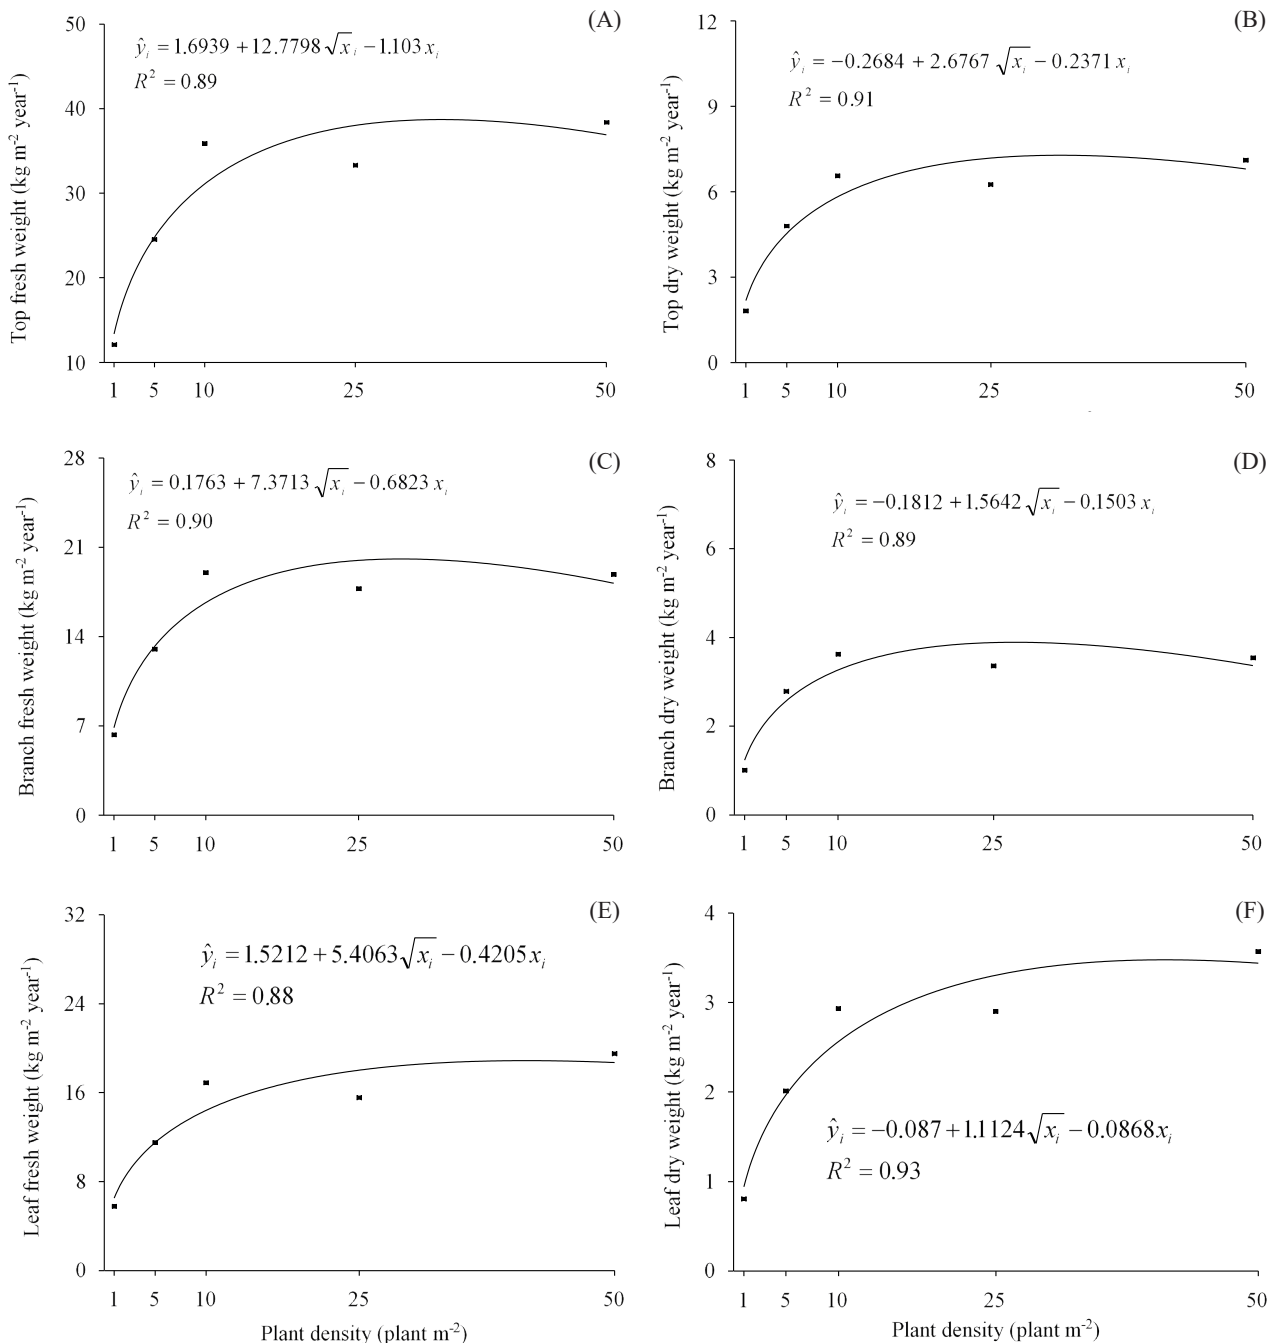 (A)
ŷᵢ = 1.6939 + 12.7798 √xᵢ − 1.103 xᵢ
R² = 0.89
Top fresh weight (kg m⁻² year⁻¹)
50
40
30
20
10
1 5 10 25 50
(B)
ŷᵢ = −0.2684 + 2.6767 √xᵢ − 0.2371 xᵢ
R² = 0.91
Top dry weight (kg m⁻² year⁻¹)
12
9
6
3
0
1 5 10 25 50
(C)
ŷᵢ = 0.1763 + 7.3713 √xᵢ − 0.6823 xᵢ
R² = 0.90
Branch fresh weight (kg m⁻² year⁻¹)
28
21
14
7
0
1 5 10 25 50
(D)
ŷᵢ = −0.1812 + 1.5642 √xᵢ − 0.1503 xᵢ
R² = 0.89
Branch dry weight (kg m⁻² year⁻¹)
8
6
4
2
0
1 5 10 25 50
(E)
ŷᵢ = 1.5212 + 5.4063√xᵢ − 0.4205xᵢ
R² = 0.88
Leaf fresh weight (kg m⁻² year⁻¹)
32
24
16
8
0
1 5 10 25 50
Plant density (plant m⁻²)
(F)
ŷᵢ = −0.087 + 1.1124√xᵢ − 0.0868xᵢ
R² = 0.93
Leaf dry weight (kg m⁻² year⁻¹)
4
3
2
1
0
1 5 10 25 50
Plant density (plant m⁻²)